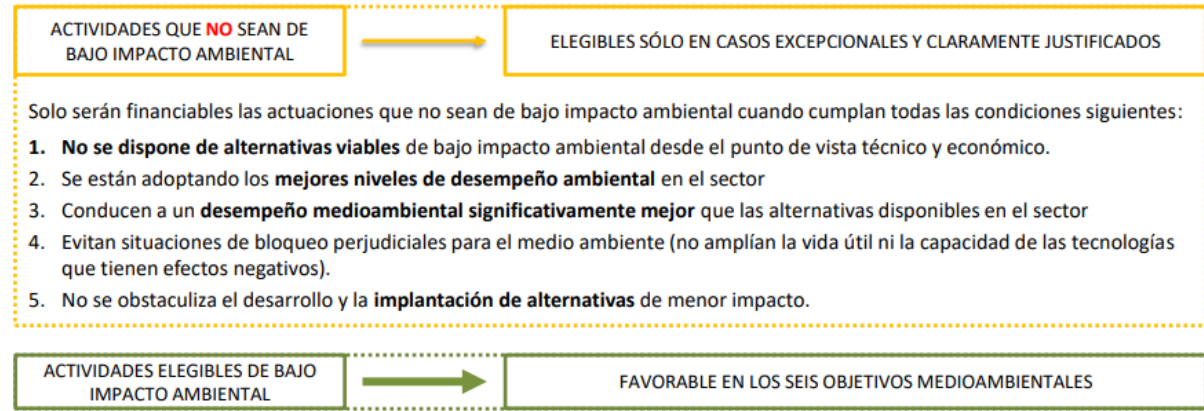 ACTIVIDADES QUE NO SEAN DE
BAJO IMPACTO AMBIENTAL
ELEGIBLES SÓLO EN CASOS EXCEPCIONALES Y CLARAMENTE JUSTIFICADOS
Solo serán financiables las actuaciones que no sean de bajo impacto ambiental cuando cumplan todas las condiciones siguientes:
1. No se dispone de alternativas viables de bajo impacto ambiental desde el punto de vista técnico y económico.
2. Se están adoptando los mejores niveles de desempeño ambiental en el sector
3. Conducen a un desempeño medioambiental significativamente mejor que las alternativas disponibles en el sector
4. Evitan situaciones de bloqueo perjudiciales para el medio ambiente (no amplían la vida útil ni la capacidad de las tecnologías
que tienen efectos negativos).
5. No se obstaculiza el desarrollo y la implantación de alternativas de menor impacto.
ACTIVIDADES ELEGIBLES DE BAJO
IMPACTO AMBIENTAL
FAVORABLE EN LOS SEIS OBJETIVOS MEDIOAMBIENTALES